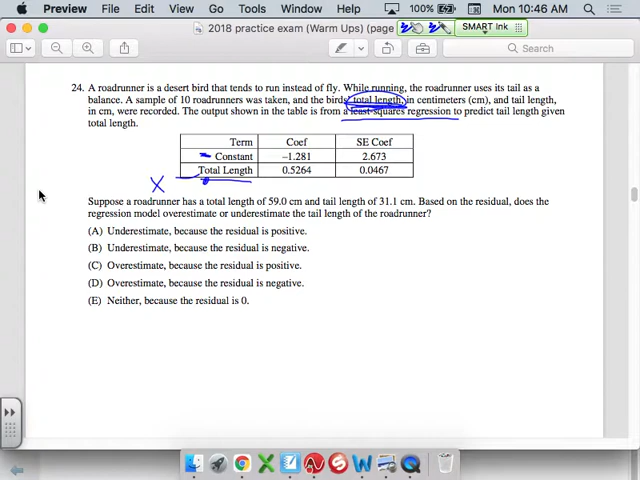 Preview File Edit View Go Tools Window Help 100% Mon 10:46 AM
2018 practice exam (Warm Ups) (page
SMART Ink
Search
24. A roadrunner is a desert bird that tends to run instead of fly. While running, the roadrunner uses its tail as a
balance. A sample of 10 roadrunners was taken, and the birds' total length, in centimeters (cm), and tail length,
in cm, were recorded. The output shown in the table is from a least-squares regression to predict tail length given
total length.
Term Coef SE Coef
Constant –1.281 2.673
Total Length 0.5264 0.0467
X
Suppose a roadrunner has a total length of 59.0 cm and tail length of 31.1 cm. Based on the residual, does the
regression model overestimate or underestimate the tail length of the roadrunner?
(A) Underestimate, because the residual is positive.
(B) Underestimate, because the residual is negative.
(C) Overestimate, because the residual is positive.
(D) Overestimate, because the residual is negative.
(E) Neither, because the residual is 0.